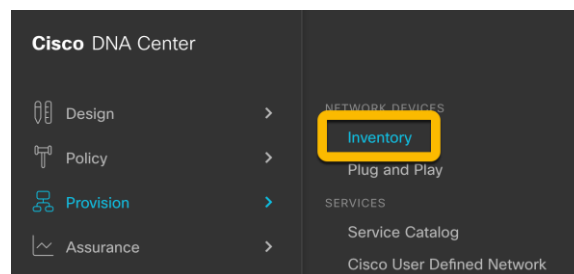 Cisco DNA Center
Design
Policy
Provision
Assurance
NETWORK DEVICES
Inventory
Plug and Play
SERVICES
Service Catalog
Cisco User Defined Network